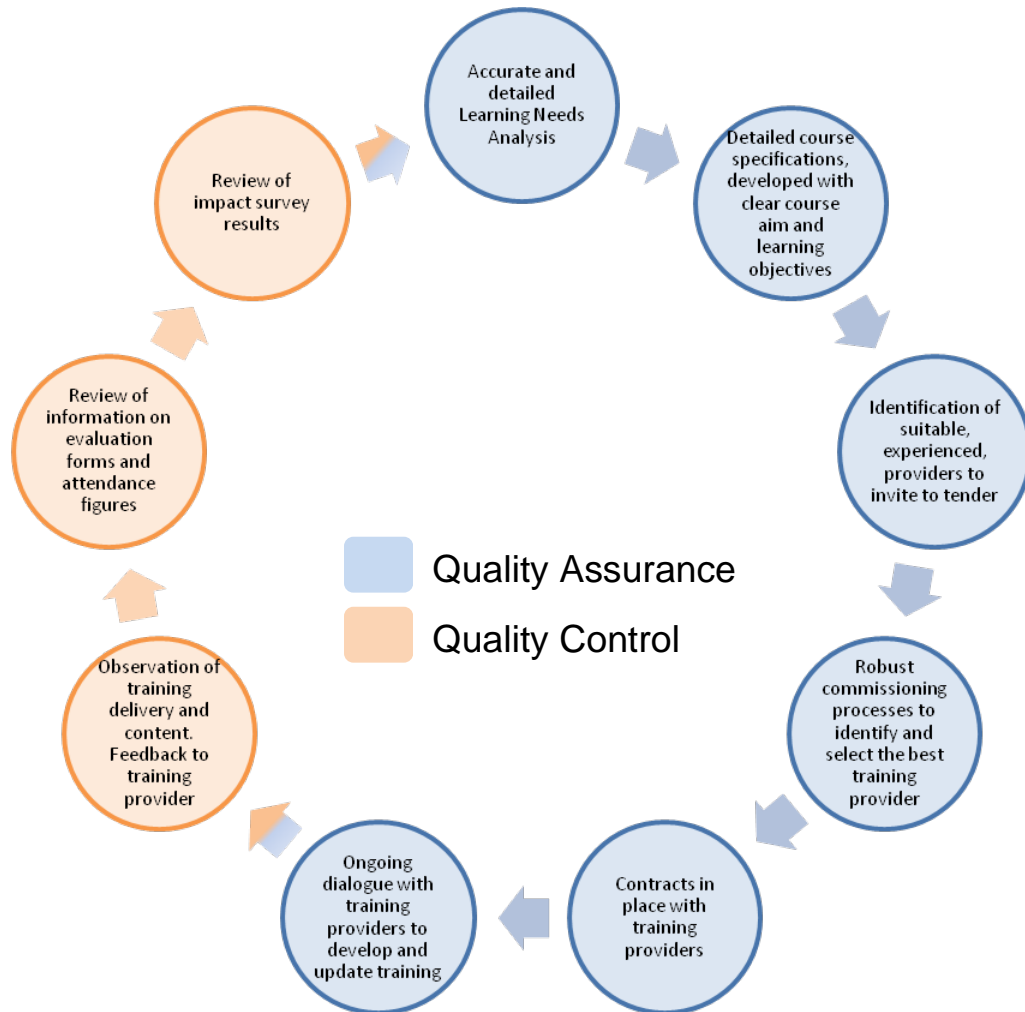 Accurate and
detailed
Learning Needs
Analysis
Detailed course
specifications,
developed with
clear course
aim and
learning
objectives
Identification of
suitable,
experienced,
providers to
invite to tender
Robust
commissioning
processes to
identify and
select the best
training
provider
Contracts in
place with
training
providers
Ongoing
dialogue with
training
providers to
develop and
update training
Observation of
training
delivery and
content.
Feedback to
training
provider
Review of
information on
evaluation
forms and
attendance
figures
Review of
impact survey
results
Quality Assurance
Quality Control